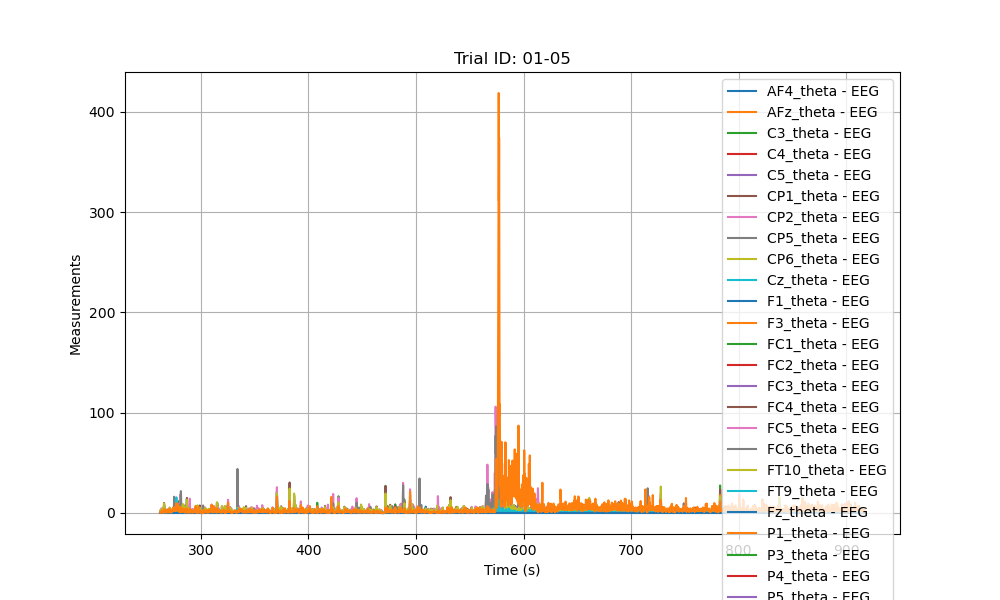 Trial ID: 01-05
Measurements
400
300
200
100
0
300
400
500
600
700
800
900
Time (s)
AF4_theta - EEG
AFz_theta - EEG
C3_theta - EEG
C4_theta - EEG
C5_theta - EEG
CP1_theta - EEG
CP2_theta - EEG
CP5_theta - EEG
CP6_theta - EEG
Cz_theta - EEG
F1_theta - EEG
F3_theta - EEG
FC1_theta - EEG
FC2_theta - EEG
FC3_theta - EEG
FC4_theta - EEG
FC5_theta - EEG
FC6_theta - EEG
FT10_theta - EEG
FT9_theta - EEG
Fz_theta - EEG
P1_theta - EEG
P3_theta - EEG
P4_theta - EEG
P5_theta - EEG